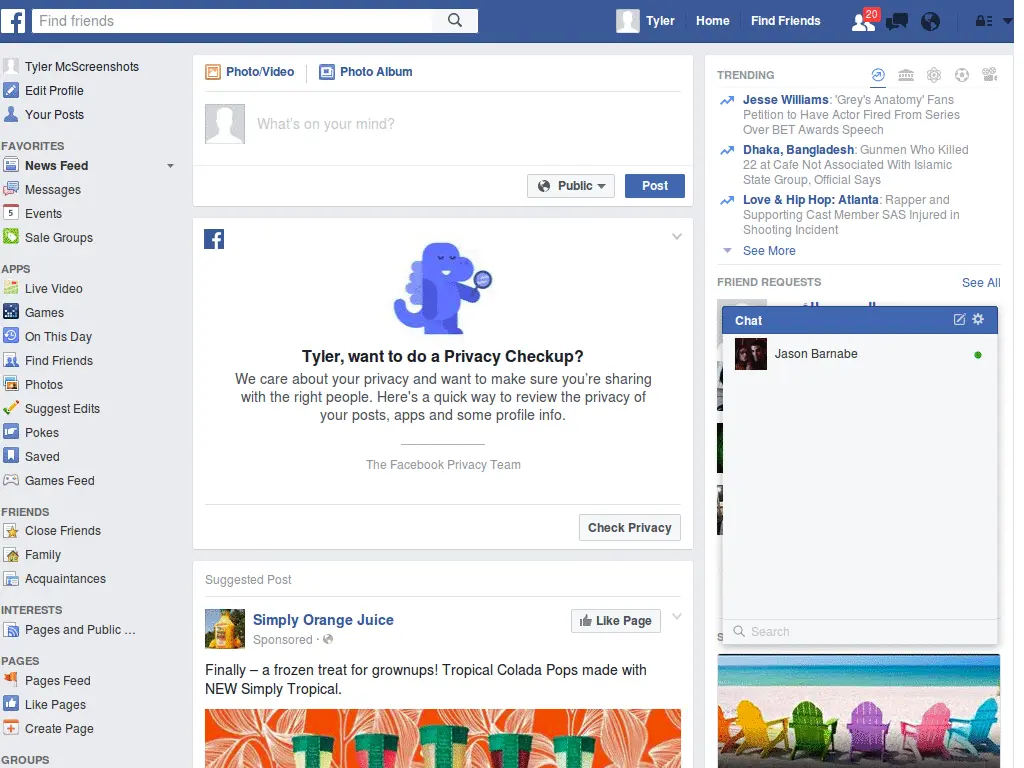 Find friends
Tyler
Home
Find Friends
20
Tyler McScreenshots
Edit Profile
Your Posts
FAVORITES
News Feed
Messages
5
Events
Sale Groups
APPS
Live Video
Games
On This Day
Find Friends
Photos
Suggest Edits
Pokes
Saved
Games Feed
FRIENDS
Close Friends
Family
Acquaintances
INTERESTS
Pages and Public ...
PAGES
Pages Feed
Like Pages
Create Page
GROUPS
Photo/Video
Photo Album
What's on your mind?
Public
Post
Tyler, want to do a Privacy Checkup?
We care about your privacy and want to make sure you're sharing
with the right people. Here's a quick way to review the privacy of
your posts, apps and some profile info.
The Facebook Privacy Team
Check Privacy
Suggested Post
Simply Orange Juice
Sponsored ·
Like Page
Finally – a frozen treat for grownups! Tropical Colada Pops made with
NEW Simply Tropical.
TRENDING
Jesse Williams: 'Grey's Anatomy' Fans
Petition to Have Actor Fired From Series
Over BET Awards Speech
Dhaka, Bangladesh: Gunmen Who Killed
22 at Cafe Not Associated With Islamic
State Group, Official Says
Love & Hip Hop: Atlanta: Rapper and
Supporting Cast Member SAS Injured in
Shooting Incident
See More
FRIEND REQUESTS
See All
Chat
Jason Barnabe
Search